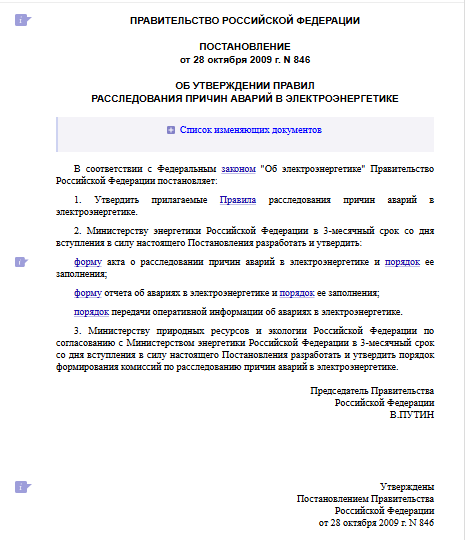 ПРАВИТЕЛЬСТВО РОССИЙСКОЙ ФЕДЕРАЦИИ
ПОСТАНОВЛЕНИЕ
от 28 октября 2009 г. N 846
ОБ УТВЕРЖДЕНИИ ПРАВИЛ
РАССЛЕДОВАНИЯ ПРИЧИН АВАРИЙ В ЭЛЕКТРОЭНЕРГЕТИКЕ
Список изменяющих документов
В соответствии с Федеральным законом "Об электроэнергетике" Правительство
Российской Федерации постановляет:
1. Утвердить прилагаемые Правила расследования причин аварий в
электроэнергетике.
2. Министерству энергетики Российской Федерации в 3-месячный срок со дня
вступления в силу настоящего Постановления разработать и утвердить:
форму акта о расследовании причин аварий в электроэнергетике и порядок ее
заполнения;
форму отчета об авариях в электроэнергетике и порядок ее заполнения;
порядок передачи оперативной информации об авариях в электроэнергетике.
3. Министерству природных ресурсов и экологии Российской Федерации по
согласованию с Министерством энергетики Российской Федерации в 3-месячный срок
со дня вступления в силу настоящего Постановления разработать и утвердить порядок
формирования комиссий по расследованию причин аварий в электроэнергетике.
Председатель Правительства
Российской Федерации
В.ПУТИН
Утверждены
Постановлением Правительства
Российской Федерации
от 28 октября 2009 г. N 846